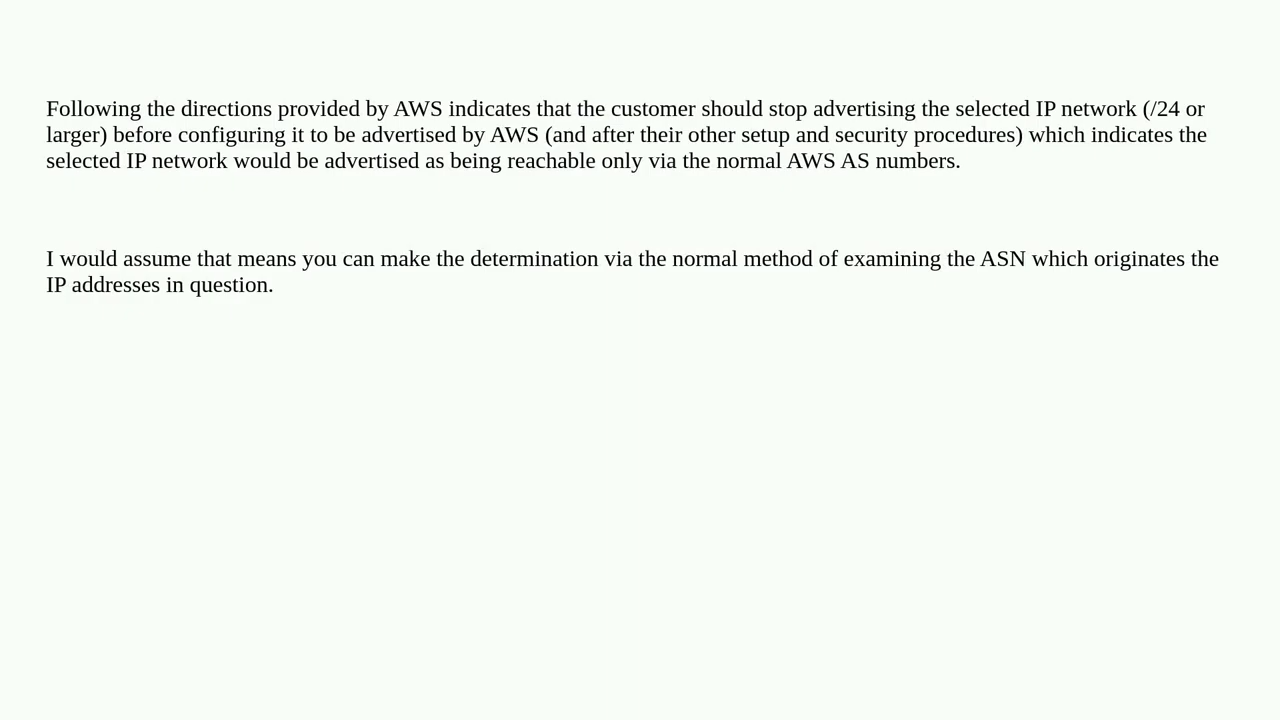 Following the directions provided by AWS indicates that the customer should stop advertising the selected IP network (/24 or
larger) before configuring it to be advertised by AWS (and after their other setup and security procedures) which indicates the
selected IP network would be advertised as being reachable only via the normal AWS AS numbers.
I would assume that means you can make the determination via the normal method of examining the ASN which originates the
IP addresses in question.